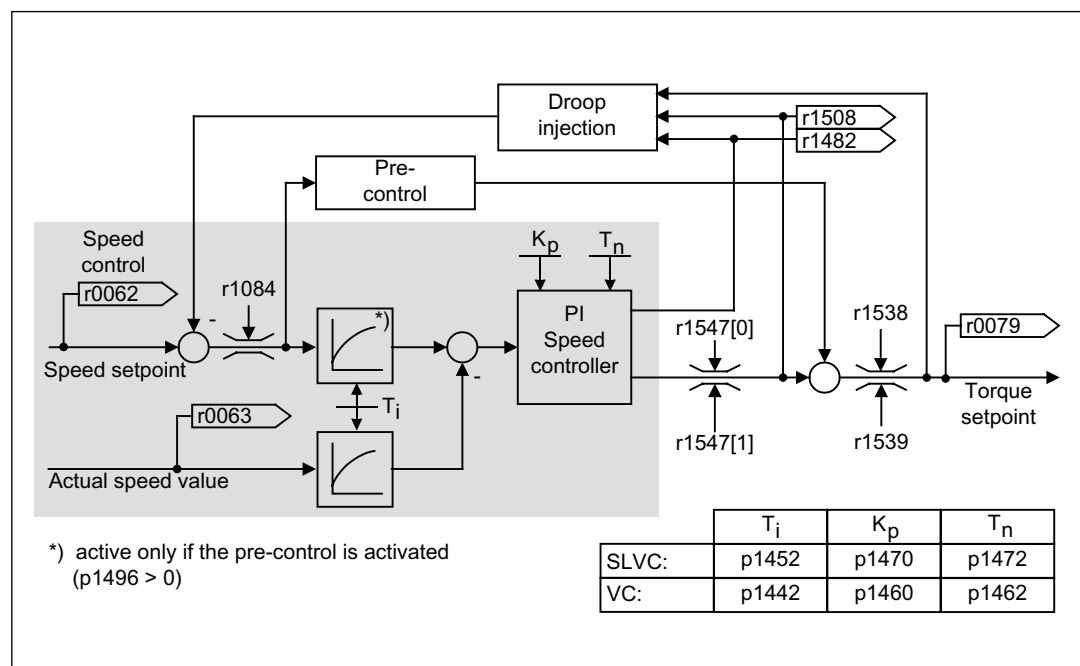 Droop
injection
r1508
r1482
Pre-
control
Speed
control
r0062
r1084
Kp
Tn
*)
PI
Speed
controller
r1547[0]
r1538
r0079
-
-
Speed setpoint
Ti
r0063
r1547[1]
r1539
Torque
setpoint
Actual speed value
*) active only if the pre-control is activated
(p1496 > 0)
Ti Kp Tn
SLVC: p1452 p1470 p1472
VC: p1442 p1460 p1462